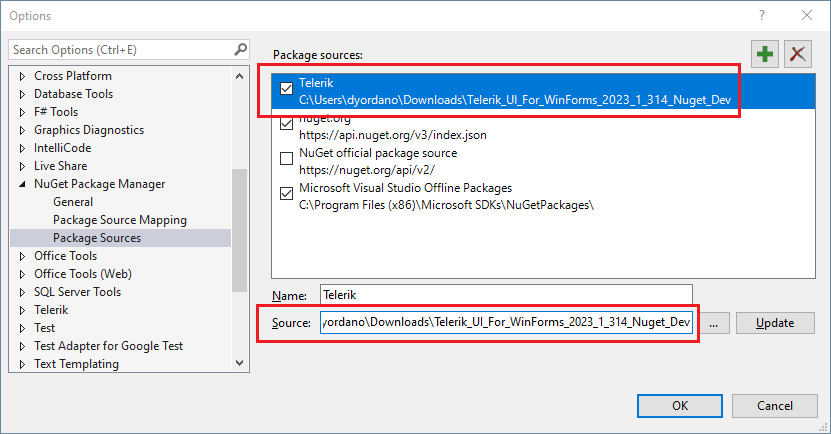 Options
? ×
Search Options (Ctrl+E)
Cross Platform
Database Tools
F# Tools
Graphics Diagnostics
IntelliCode
Live Share
NuGet Package Manager
General
Package Source Mapping
Package Sources
Office Tools
Office Tools (Web)
SQL Server Tools
Telerik
Test
Test Adapter for Google Test
Text Templating
Package sources:
Telerik
C:\Users\dyordano\Downloads\Telerik_UI_For_WinForms_2023_1_314_Nuget_Dev
nuget.org
https://api.nuget.org/v3/index.json
NuGet official package source
https://nuget.org/api/v2/
Microsoft Visual Studio Offline Packages
C:\Program Files (x86)\Microsoft SDKs\NuGetPackages\
Name: Telerik
Source: yordano\Downloads\Telerik_UI_For_WinForms_2023_1_314_Nuget_Dev ... Update
OK Cancel